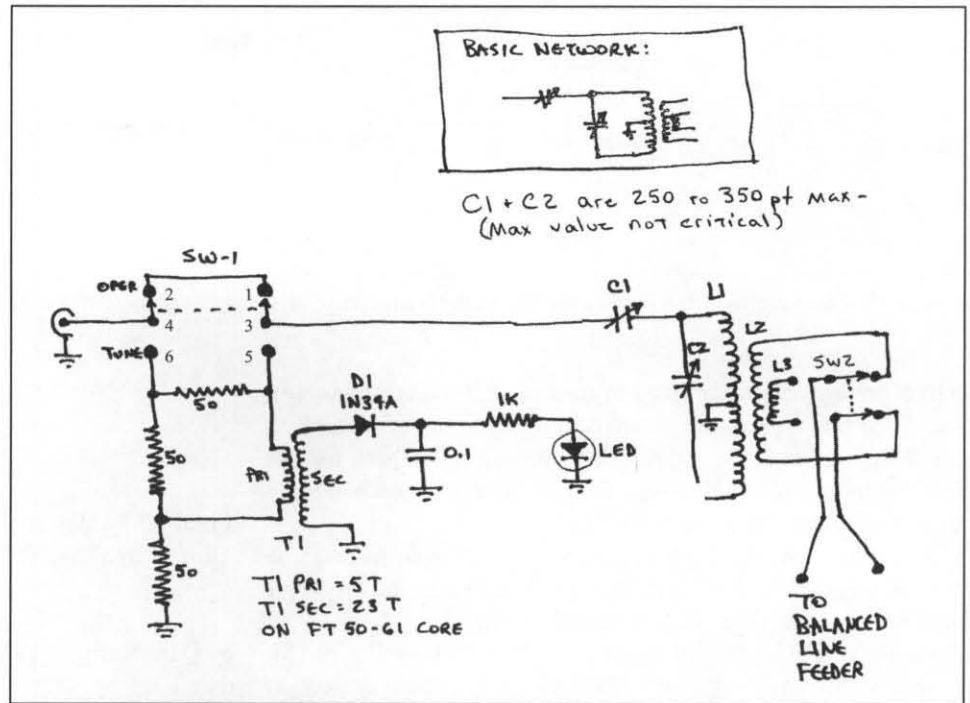 BASIC NETWORK:
C1 + C2 are 250 to 350 pf max-
(Max value not critical)
SW-1
OPER
2
1
4
3
TUNE
6
5
50
50
50
PRI
SEC
T1
D1
1N34A
0.1
1K
LED
C1
L1
C2
L2
L3
SW2
T1 PRI = 5T
T1 SEC = 23 T
ON FT 50-61 CORE
TO
BALANCED
LINE
FEEDER